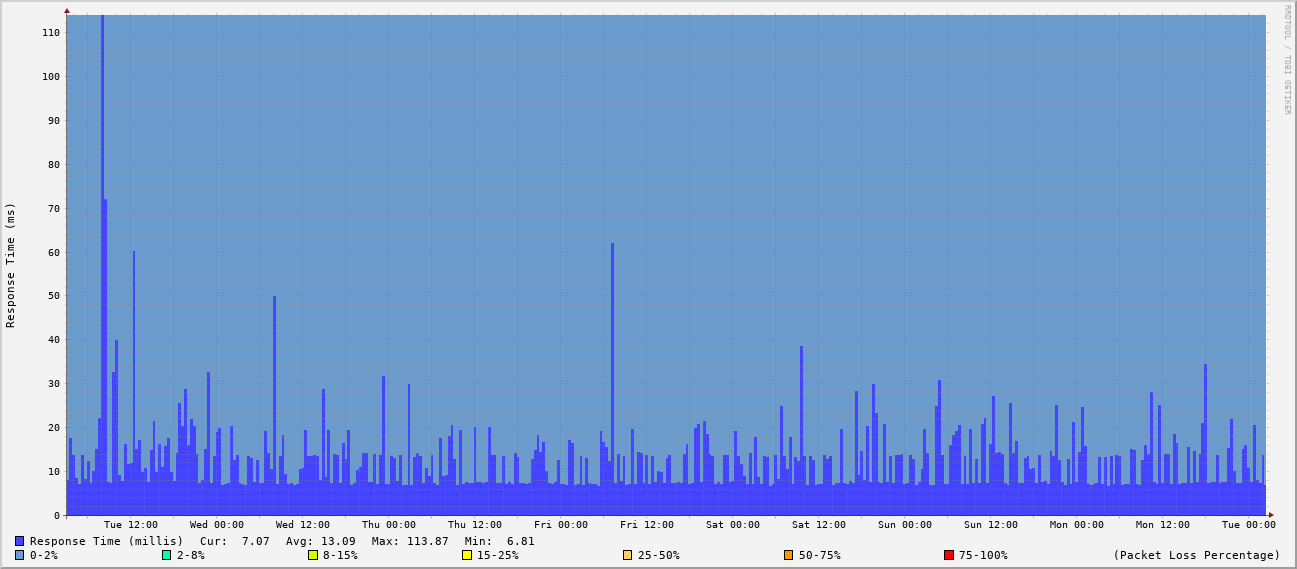 RRDTOOL / TOBI OETIKER
Response Time (ms)
110
100
90
80
70
60
50
40
30
20
10
0
Tue 12:00 Wed 00:00 Wed 12:00 Thu 00:00 Thu 12:00 Fri 00:00 Fri 12:00 Sat 00:00 Sat 12:00 Sun 00:00 Sun 12:00 Mon 00:00 Mon 12:00 Tue 00:00
Response Time (millis) Cur: 7.07 Avg: 13.09 Max: 113.87 Min: 6.81
0-2% 2-8% 8-15% 15-25% 25-50% 50-75% 75-100% (Packet Loss Percentage)